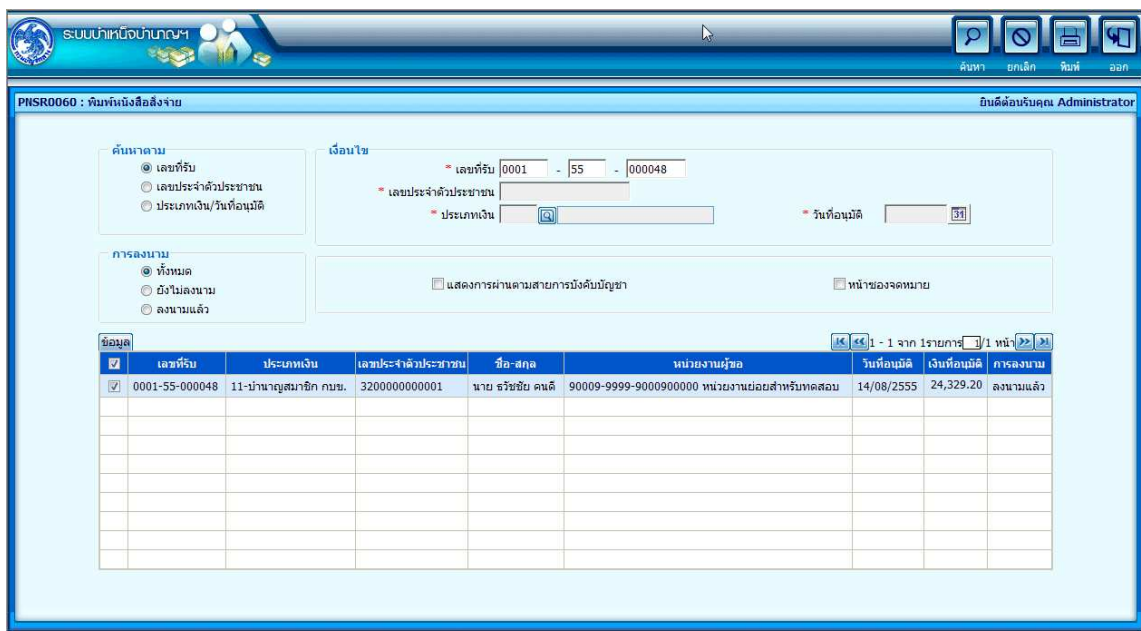 ระบบบำเหน็จบำนาญฯ
ค้นหา ยกเลิก พิมพ์ ออก
PNSR0060 : พิมพ์หนังสือสั่งจ่าย ยินดีต้อนรับคุณ Administrator
ค้นหาตาม เงื่อนไข
เลขที่รับ * เลขที่รับ 0001 - 55 - 000048
เลขประจำตัวประชาชน * เลขประจำตัวประชาชน
ประเภทเงิน/วันที่อนุมัติ * ประเภทเงิน * วันที่อนุมัติ 31
การลงนาม
ทั้งหมด
ยังไม่ลงนาม แสดงการผ่านตามสายการบังคับบัญชา หน้าซองจดหมาย
ลงนามแล้ว
ข้อมูล 1 - 1 จาก 1รายการ 1/1 หน้า
เลขที่รับ ประเภทเงิน เลขประจำตัวประชาชน ชื่อ-สกุล หน่วยงานผู้ขอ วันที่อนุมัติ เงินที่อนุมัติ การลงนาม
0001-55-000048 11-บำนาญสมาชิก กบข. 3200000000001 นาย ธวัชชัย คนดี 90009-9999-9000900000 หน่วยงานย่อยสำหรับทดสอบ 14/08/2555 24,329.20 ลงนามแล้ว